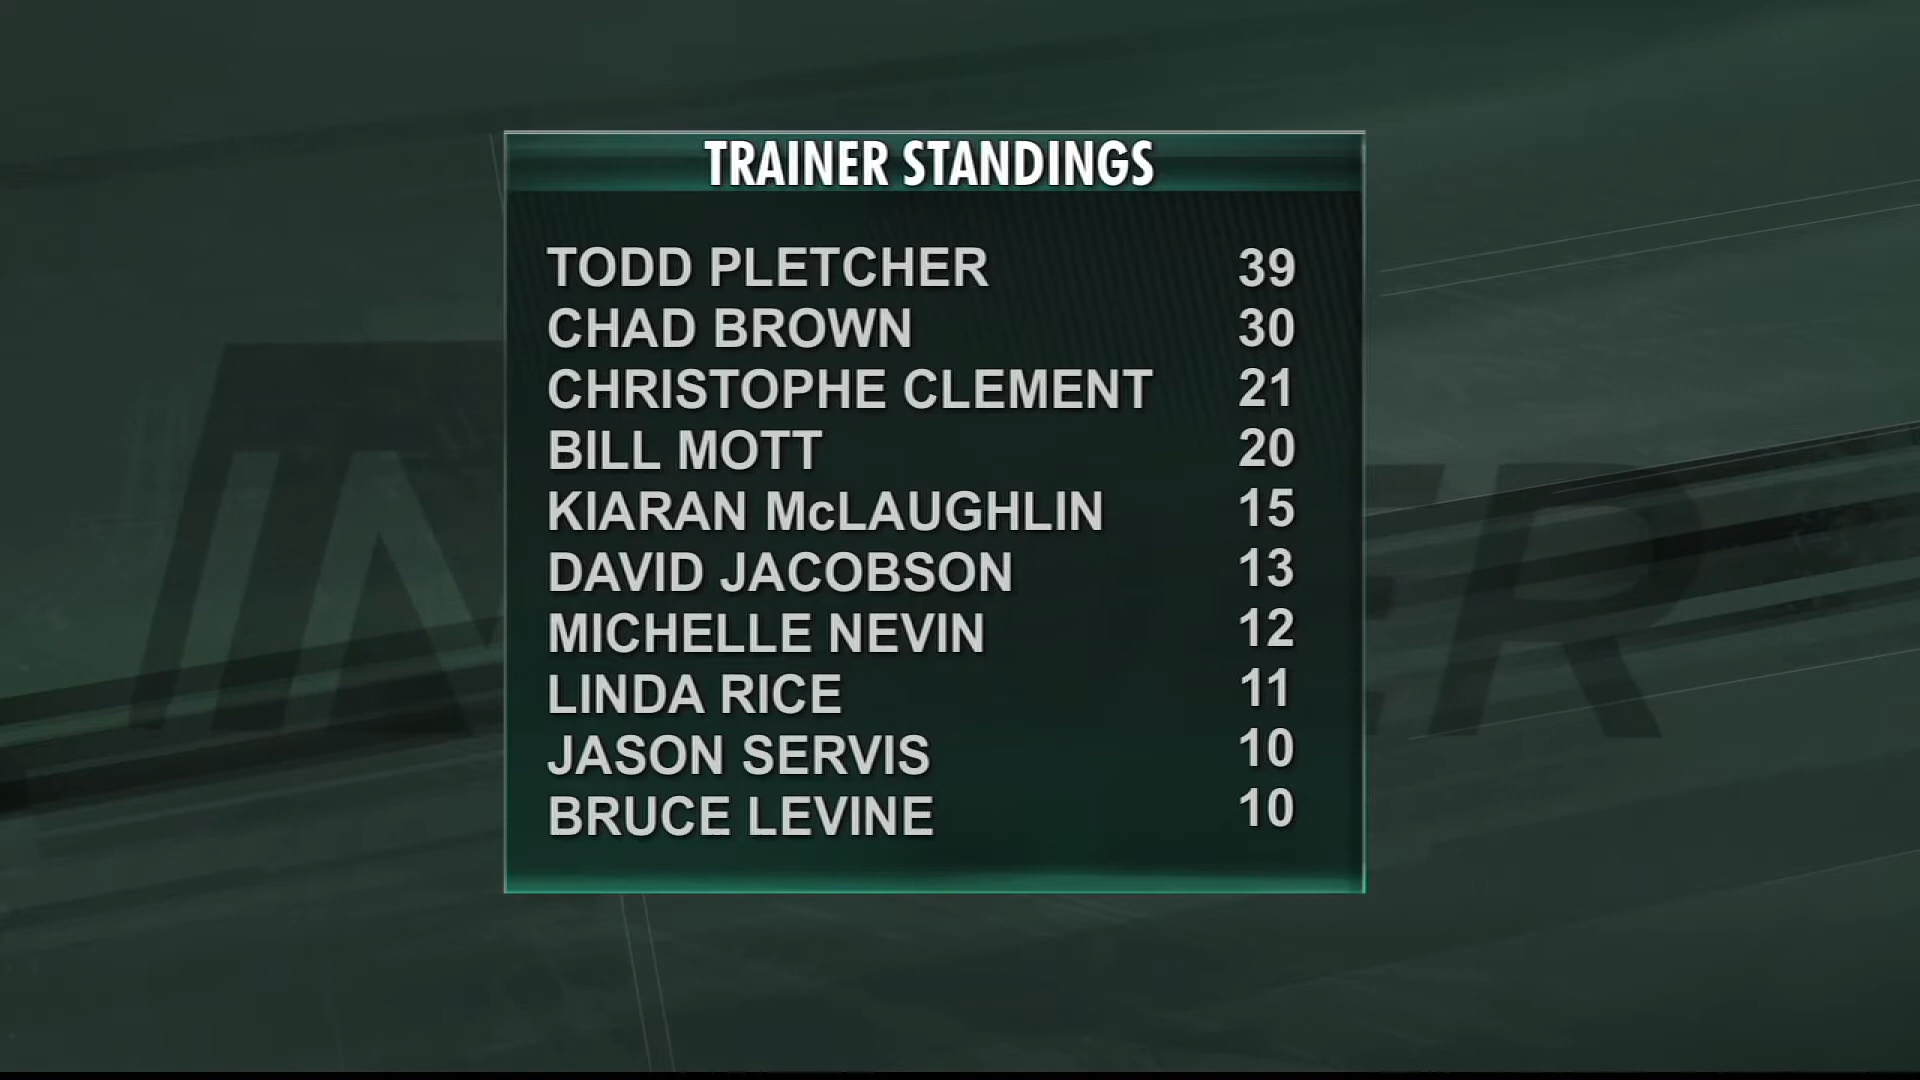 TRAINER STANDINGS
TODD PLETCHER 39
CHAD BROWN 30
CHRISTOPHE CLEMENT 21
BILL MOTT 20
KIARAN McLAUGHLIN 15
DAVID JACOBSON 13
MICHELLE NEVIN 12
LINDA RICE 11
JASON SERVIS 10
BRUCE LEVINE 10